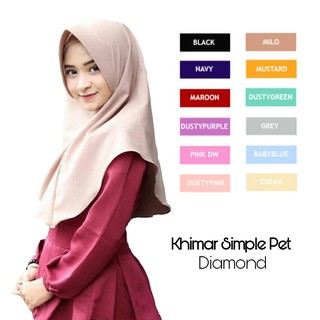 BLACK
MILO
NAVY
MUSTARD
MAROON
DUSTYGREEN
DUSTYPURPLE
GREY
PINK DW
BABYBLUE
DUSTYPINK
CREAM
Khimar Simple Pet
Diamond